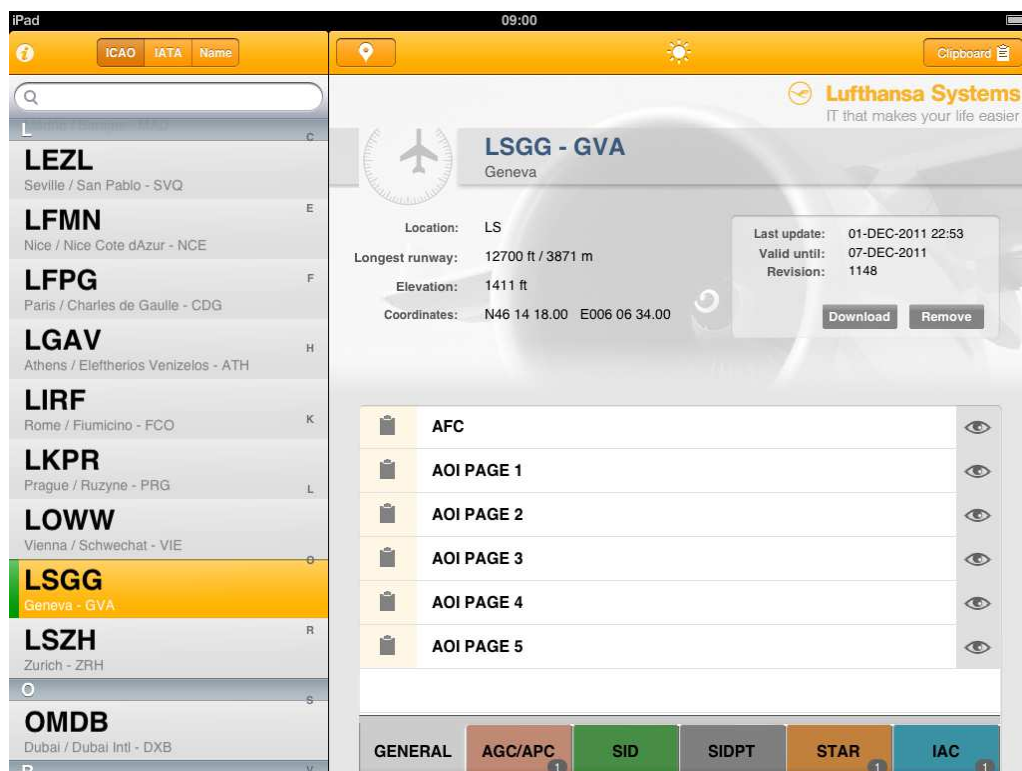 iPad
09:00
ICAO IATA Name
Clipboard
L
LEZL
Seville / San Pablo - SVQ
LFMN
Nice / Nice Cote dAzur - NCE
LFPG
Paris / Charles de Gaulle - CDG
LGAV
Athens / Eleftherios Venizelos - ATH
LIRF
Rome / Fiumicino - FCO
LKPR
Prague / Ruzyne - PRG
LOWW
Vienna / Schwechat - VIE
LSGG
Geneva - GVA
LSZH
Zurich - ZRH
O
OMDB
Dubai / Dubai Intl - DXB
C
E
F
H
K
L
O
R
S
V
Lufthansa Systems
IT that makes your life easier
LSGG - GVA
Geneva
Location: LS
Longest runway: 12700 ft / 3871 m
Elevation: 1411 ft
Coordinates: N46 14 18.00 E006 06 34.00
Last update: 01-DEC-2011 22:53
Valid until: 07-DEC-2011
Revision: 1148
Download Remove
AFC
AOI PAGE 1
AOI PAGE 2
AOI PAGE 3
AOI PAGE 4
AOI PAGE 5
GENERAL AGC/APC 1 SID SIDPT STAR 1 IAC 1